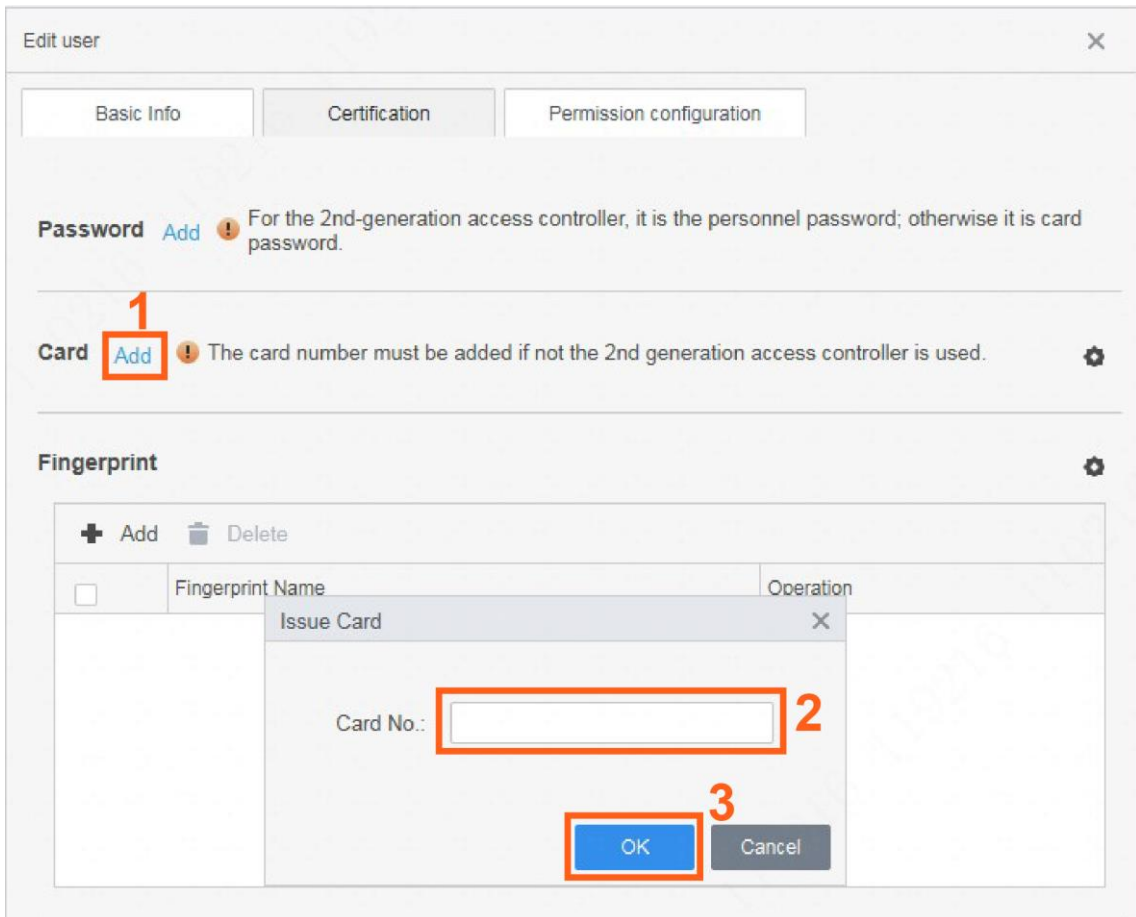 Edit user
Basic Info
Certification
Permission configuration
Password Add For the 2nd-generation access controller, it is the personnel password; otherwise it is card
password.
1
Card Add The card number must be added if not the 2nd generation access controller is used.
Fingerprint
Add Delete
Fingerprint Name Operation
Issue Card
Card No.: 2
3
OK Cancel